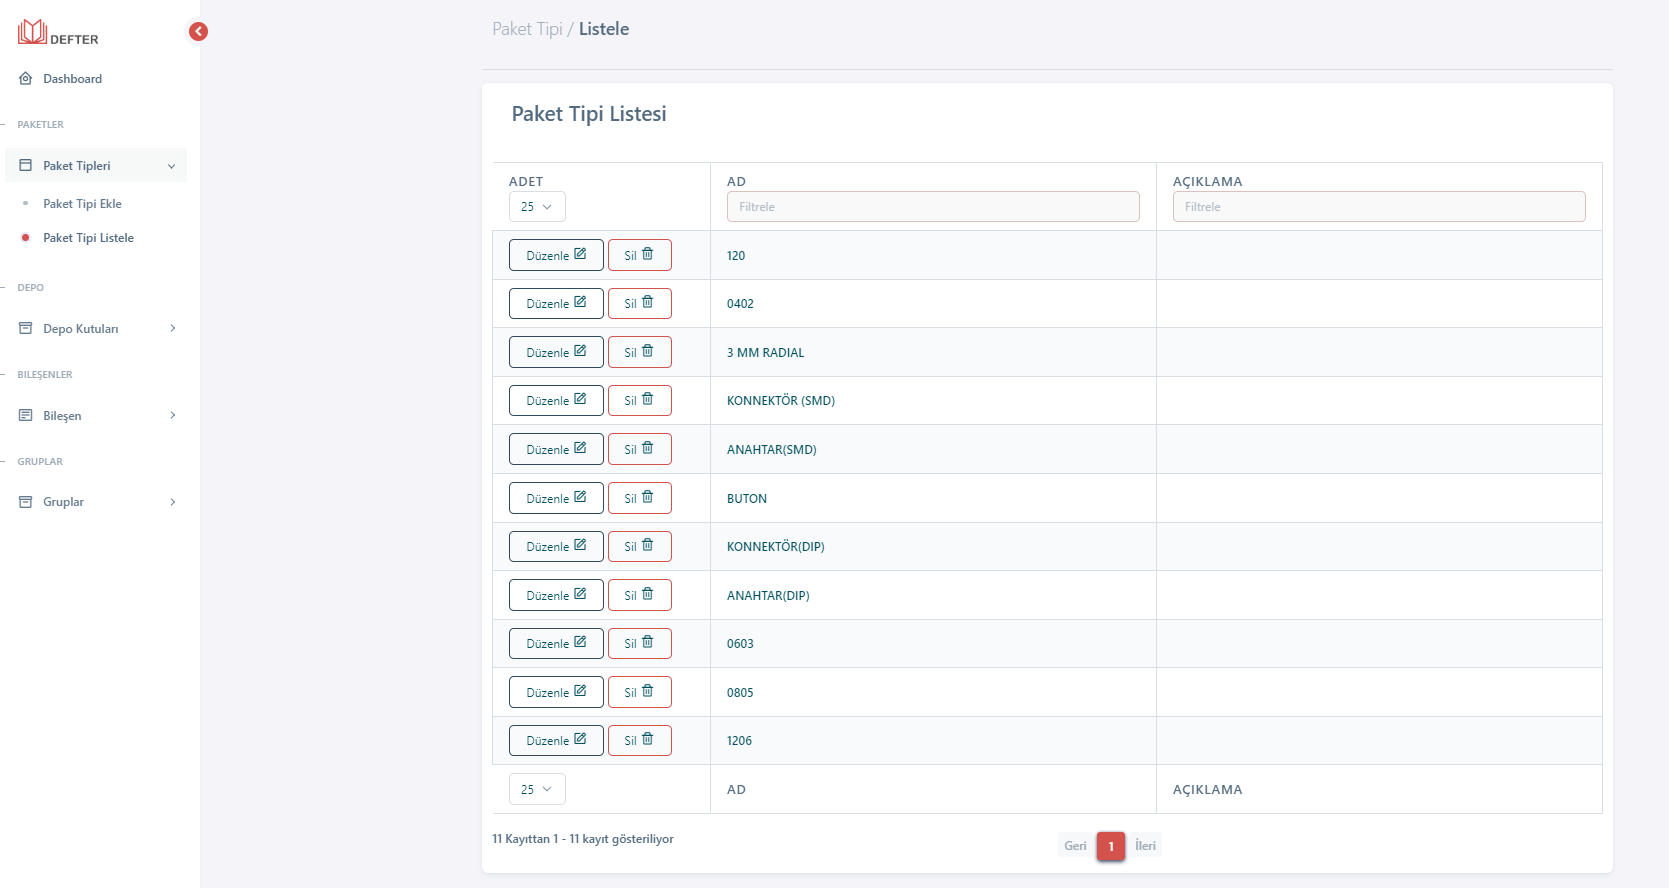 DEFTER
Dashboard
PAKETLER
Paket Tipleri
Paket Tipi Ekle
Paket Tipi Listele
DEPO
Depo Kutuları
BILEŞENLER
Bileşen
GRUPLAR
Gruplar
Paket Tipi / Listele
Paket Tipi Listesi
ADET AD AÇIKLAMA
25 Filtrele Filtrele
Düzenle Sil 120
Düzenle Sil 0402
Düzenle Sil 3 MM RADIAL
Düzenle Sil KONNEKTÖR (SMD)
Düzenle Sil ANAHTAR(SMD)
Düzenle Sil BUTON
Düzenle Sil KONNEKTÖR(DIP)
Düzenle Sil ANAHTAR(DIP)
Düzenle Sil 0603
Düzenle Sil 0805
Düzenle Sil 1206
25 AD AÇIKLAMA
11 Kayıttan 1 - 11 kayıt gösteriliyor
Geri 1 İleri